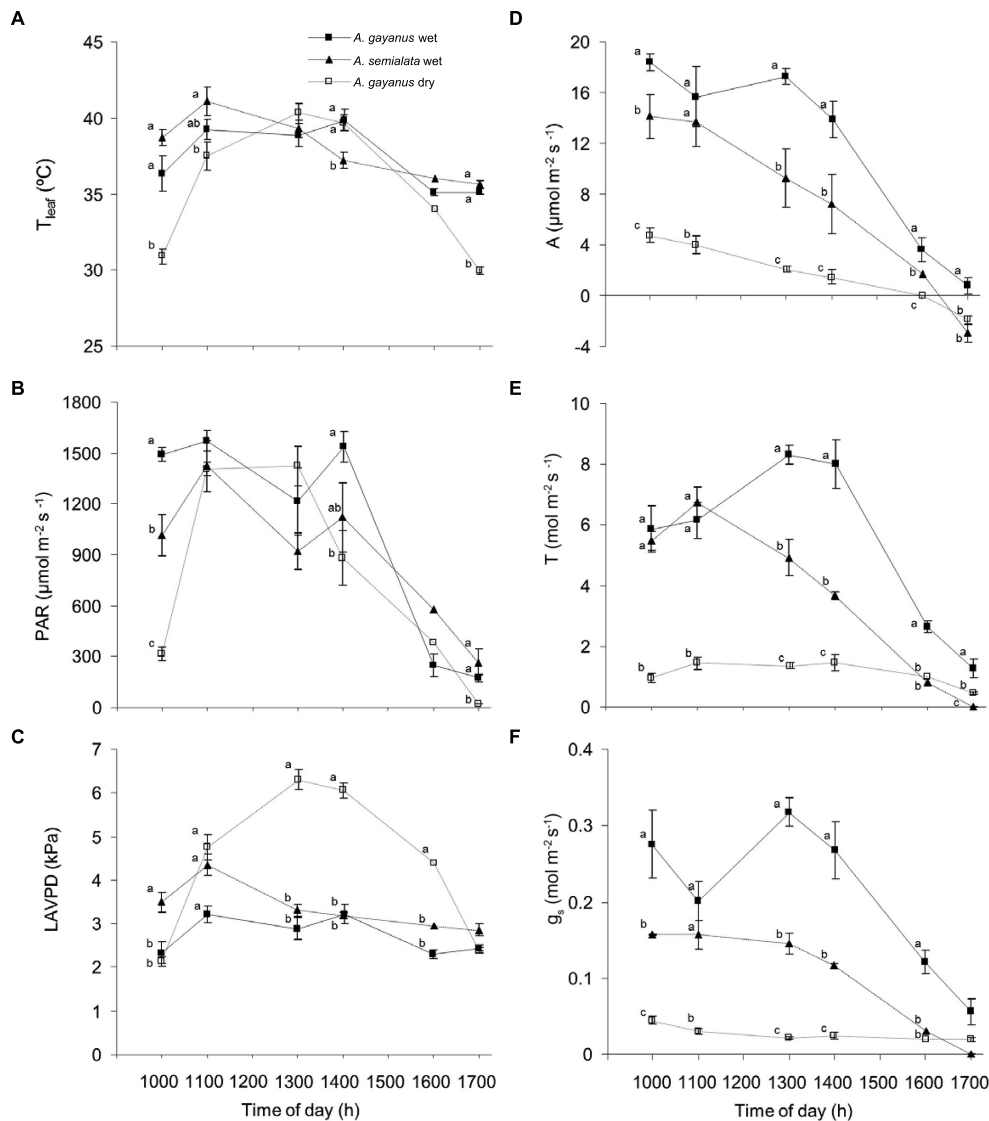 A
45
40
35
30
25
T leaf (ºC)
A. gayanus wet
A. semialata wet
A. gayanus dry
a
a
b
a
ab
b
a
a
b
a
a
b
B
1800
1500
1200
900
600
300
0
PAR (µmol m-2 s -1)
a
b
c
a
ab
b
a
a
b
C
7
6
5
4
3
2
1
0
LAVPD (kPa)
a
b
b
a
a
a
a
b
b
a
b
b
a
b
b
1000 1100 1200 1300 1400 1500 1600 1700
Time of day (h)
D
20
16
12
8
4
0
-4
A (µmol m-2 s -1)
a
b
c
a
a
b
a
b
c
a
b
c
a
b
c
a
b
b
E
10
8
6
4
2
0
T (mol m-2 s -1)
a
a
b
a
a
b
a
b
c
a
b
c
a
b
b
a
b
c
F
0.4
0.3
0.2
0.1
0
gs (mol m-2 s-1)
a
b
c
a
a
b
a
b
c
a
b
c
a
b
b
1000 1100 1200 1300 1400 1500 1600 1700
Time of day (h)